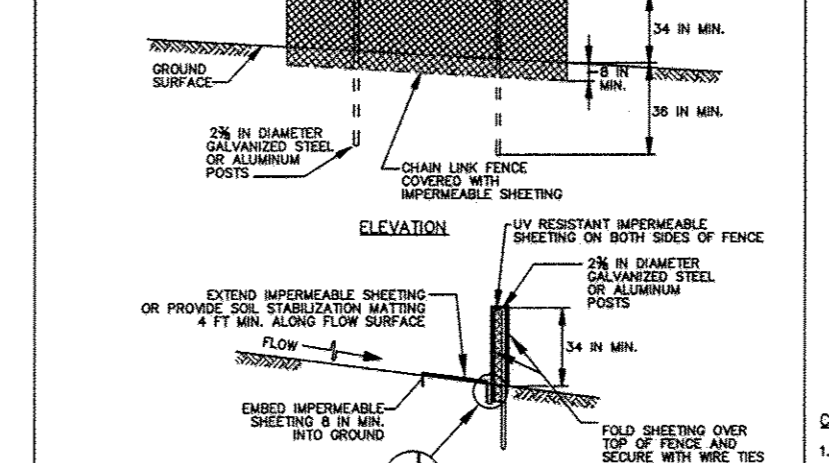 34 IN MIN.
GROUND
SURFACE
8 IN
MIN.
36 IN MIN.
2⅜ IN DIAMETER
GALVANIZED STEEL
OR ALUMINUM
POSTS
CHAIN LINK FENCE
COVERED WITH
IMPERMEABLE SHEETING
ELEVATION
UV RESISTANT IMPERMEABLE
SHEETING ON BOTH SIDES OF FENCE
2⅜ IN DIAMETER
GALVANIZED STEEL
OR ALUMINUM
POSTS
EXTEND IMPERMEABLE SHEETING
OR PROVIDE SOIL STABILIZATION MATTING
4 FT MIN. ALONG FLOW SURFACE
FLOW
34 IN MIN.
EMBED IMPERMEABLE
SHEETING 8 IN MIN.
INTO GROUND
FOLD SHEETING OVER
TOP OF FENCE AND
SECURE WITH WIRE TIES
1.